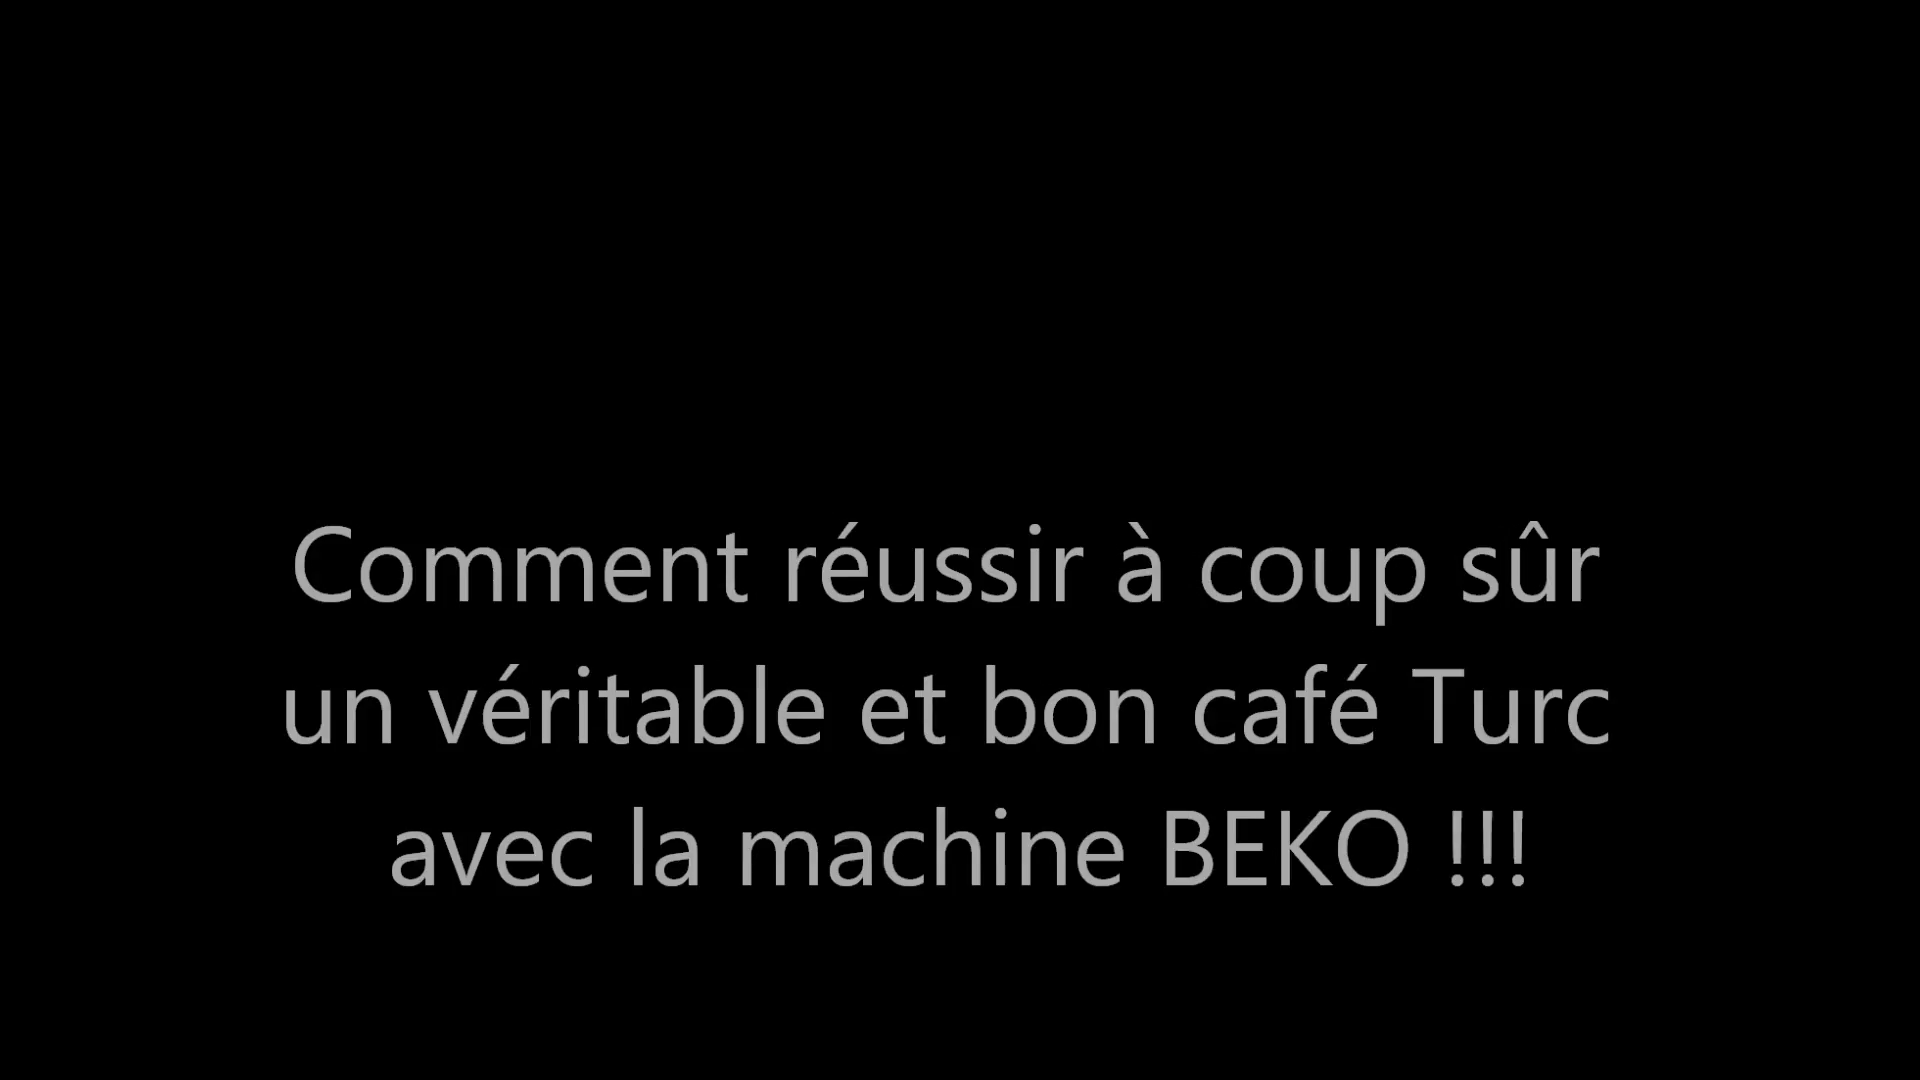 Comment réussir à coup sûr
un véritable et bon café Turc
avec la machine BEKO !!!